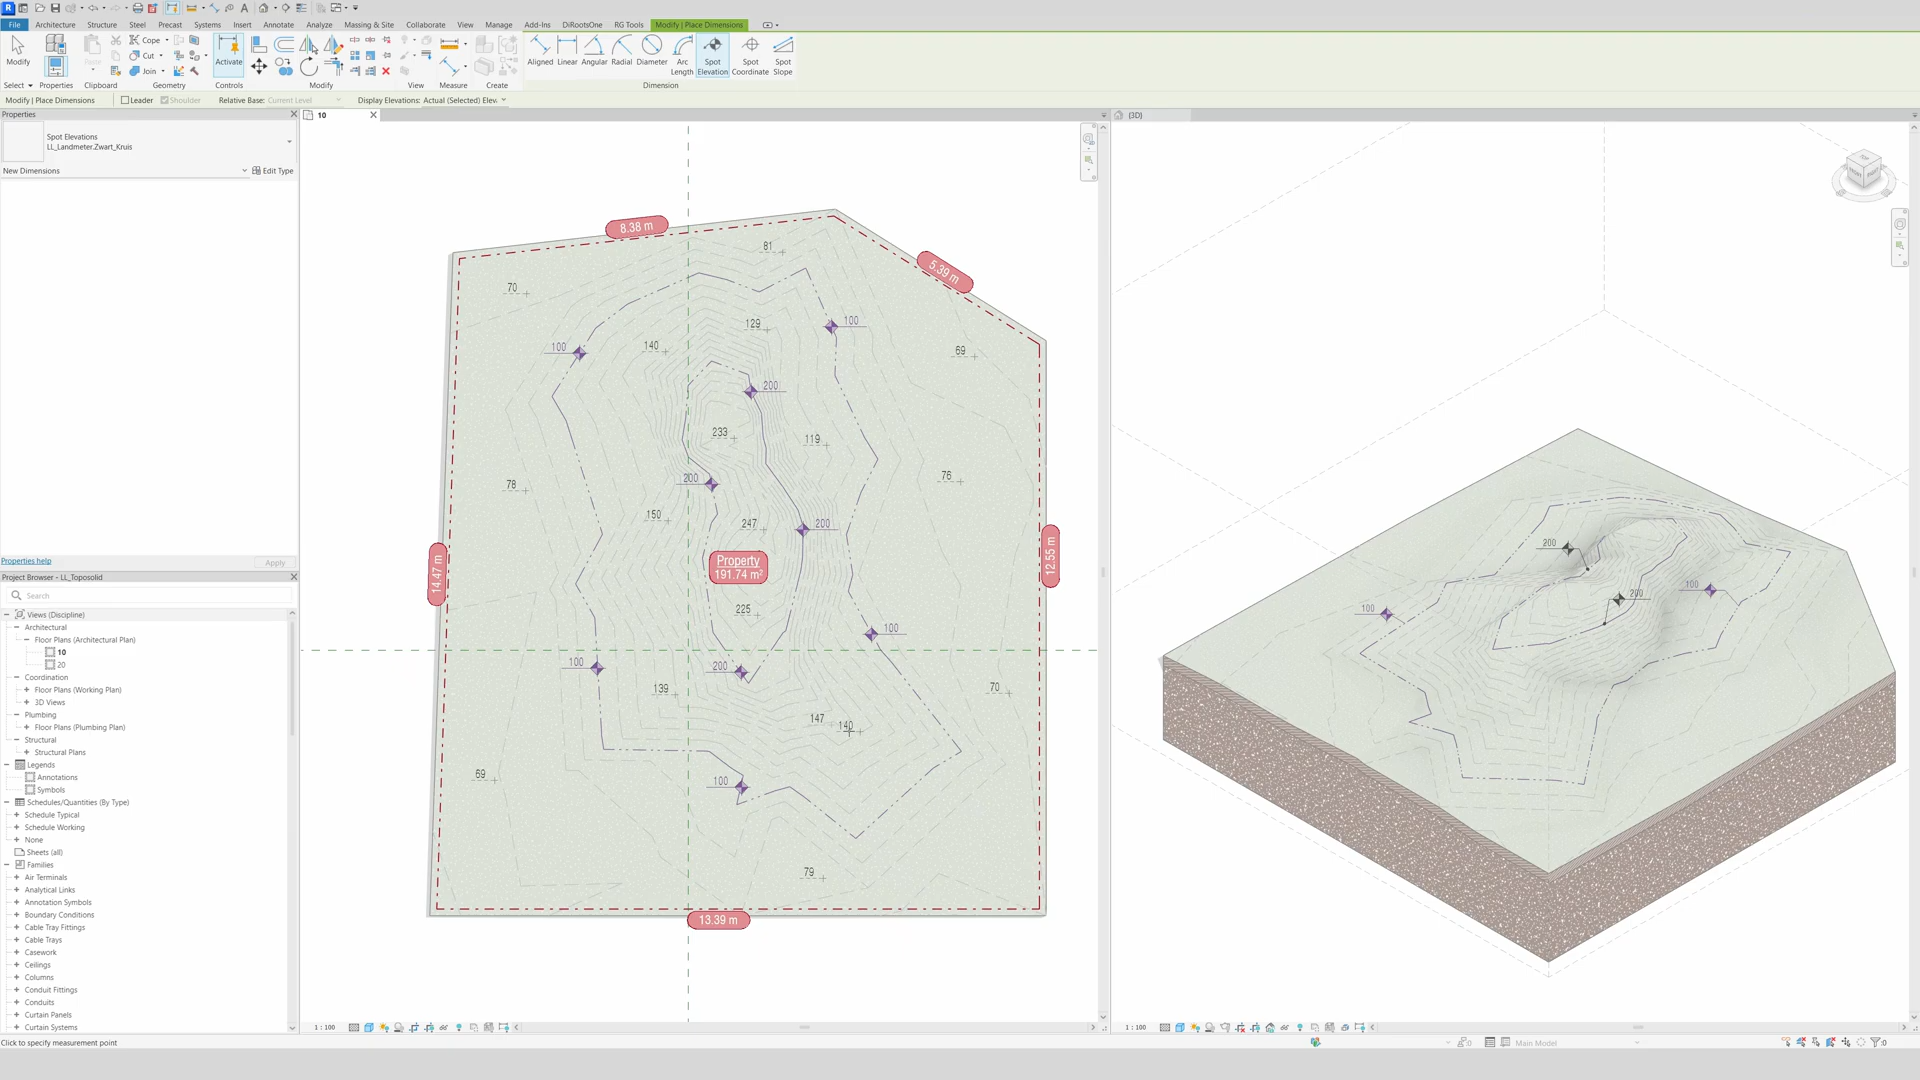 File
Architecture
Structure
Steel
Precast
Systems
Insert
Annotate
Analyze
Massing & Site
Collaborate
View
Manage
Add-Ins
DiRootsOne
RG Tools
Modify | Place Dimensions
Modify
Cope
Cut
Join
Activate
Aligned
Linear
Angular
Radial
Diameter
Arc
Length
Spot
Elevation
Spot
Coordinate
Spot
Slope
Select
Properties
Clipboard
Geometry
Controls
Modify
View
Measure
Create
Dimension
Modify | Place Dimensions
Leader
Shoulder
Relative Base: Current Level
Display Elevations: Actual (Selected) Elev.
Properties
Spot Elevations
LL_Landmeter.Zwart_Kruis
New Dimensions
Edit Type
Properties help
Apply
Project Browser - LL_Toposolid
Search
Views (Discipline)
Architectural
Floor Plans (Architectural Plan)
10
20
Coordination
Floor Plans (Working Plan)
3D Views
Plumbing
Floor Plans (Plumbing Plan)
Structural
Structural Plans
Legends
Annotations
Symbols
Schedules/Quantities (By Type)
Schedule Typical
Schedule Working
None
Sheets (all)
Families
Air Terminals
Analytical Links
Annotation Symbols
Boundary Conditions
Cable Tray Fittings
Cable Trays
Casework
Ceilings
Columns
Conduit Fittings
Conduits
Curtain Panels
Curtain Systems
10
8.38 m
81
5.39 m
70
129
100
100
140
69
200
233
119
200
76
78
150
247
200
Property
191.74 m²
14.47 m
12.55 m
225
100
100
200
139
70
147
140
69
100
79
13.39 m
1 : 100
(3D)
200
100
200
100
1 : 100
Click to specify measurement point
:0
Main Model
:0